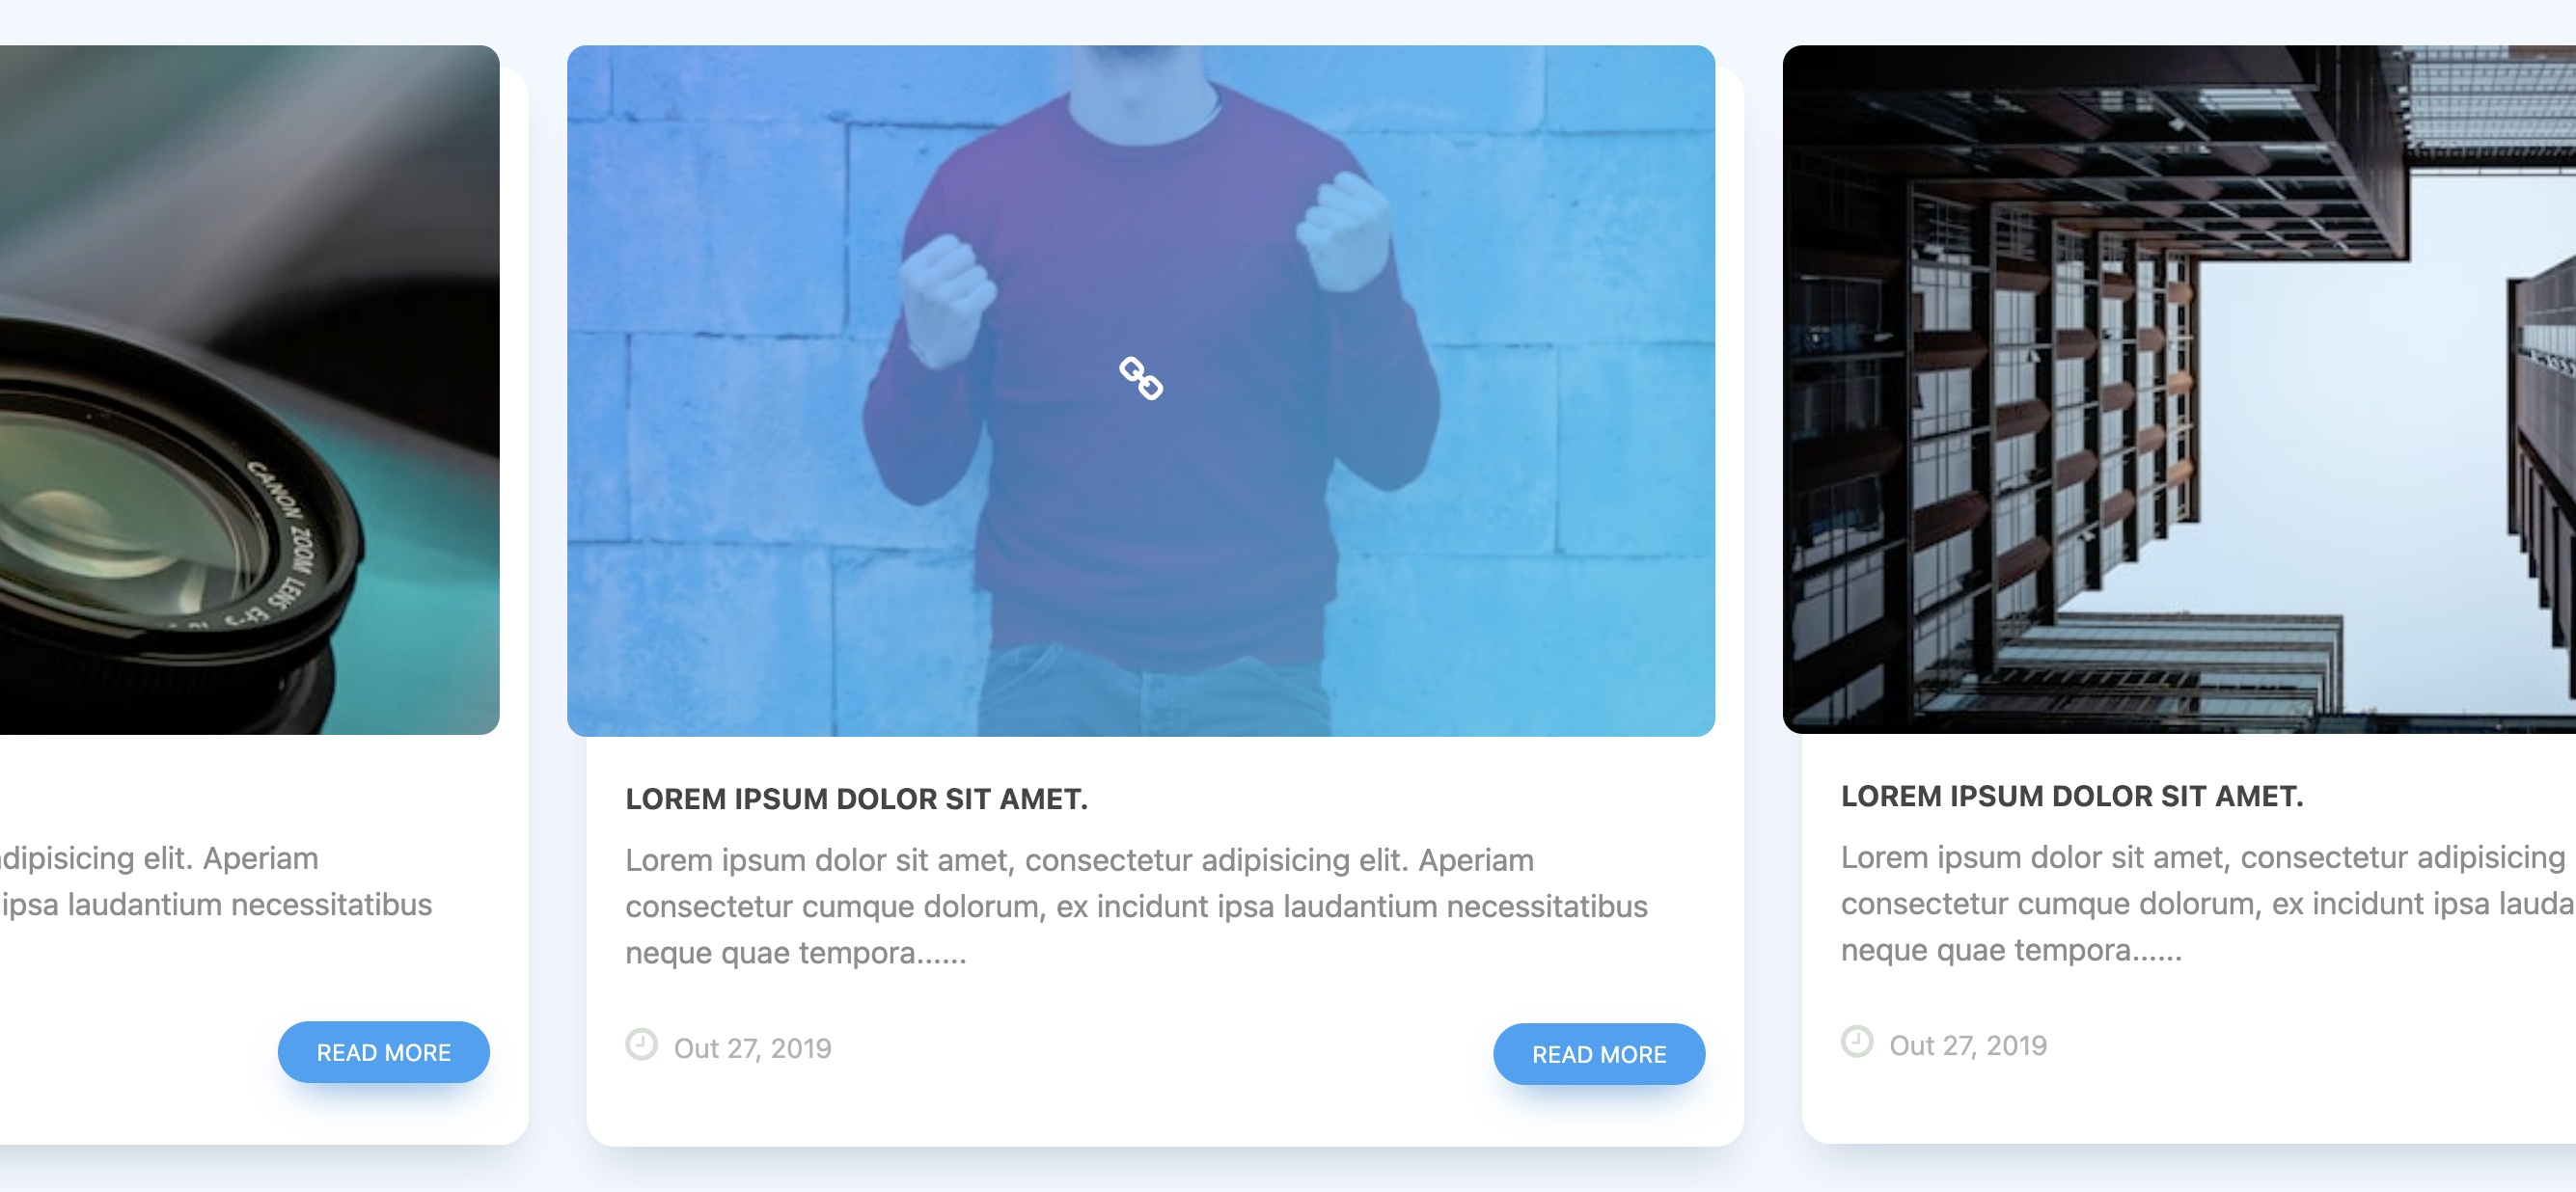 CANON ZOOM LENS EF-S
dipisicing elit. Aperiam
ipsa laudantium necessitatibus
READ MORE
LOREM IPSUM DOLOR SIT AMET.
Lorem ipsum dolor sit amet, consectetur adipisicing elit. Aperiam
consectetur cumque dolorum, ex incidunt ipsa laudantium necessitatibus
neque quae tempora......
Out 27, 2019
READ MORE
LOREM IPSUM DOLOR SIT AMET.
Lorem ipsum dolor sit amet, consectetur adipisicing
consectetur cumque dolorum, ex incidunt ipsa lauda
neque quae tempora......
Out 27, 2019